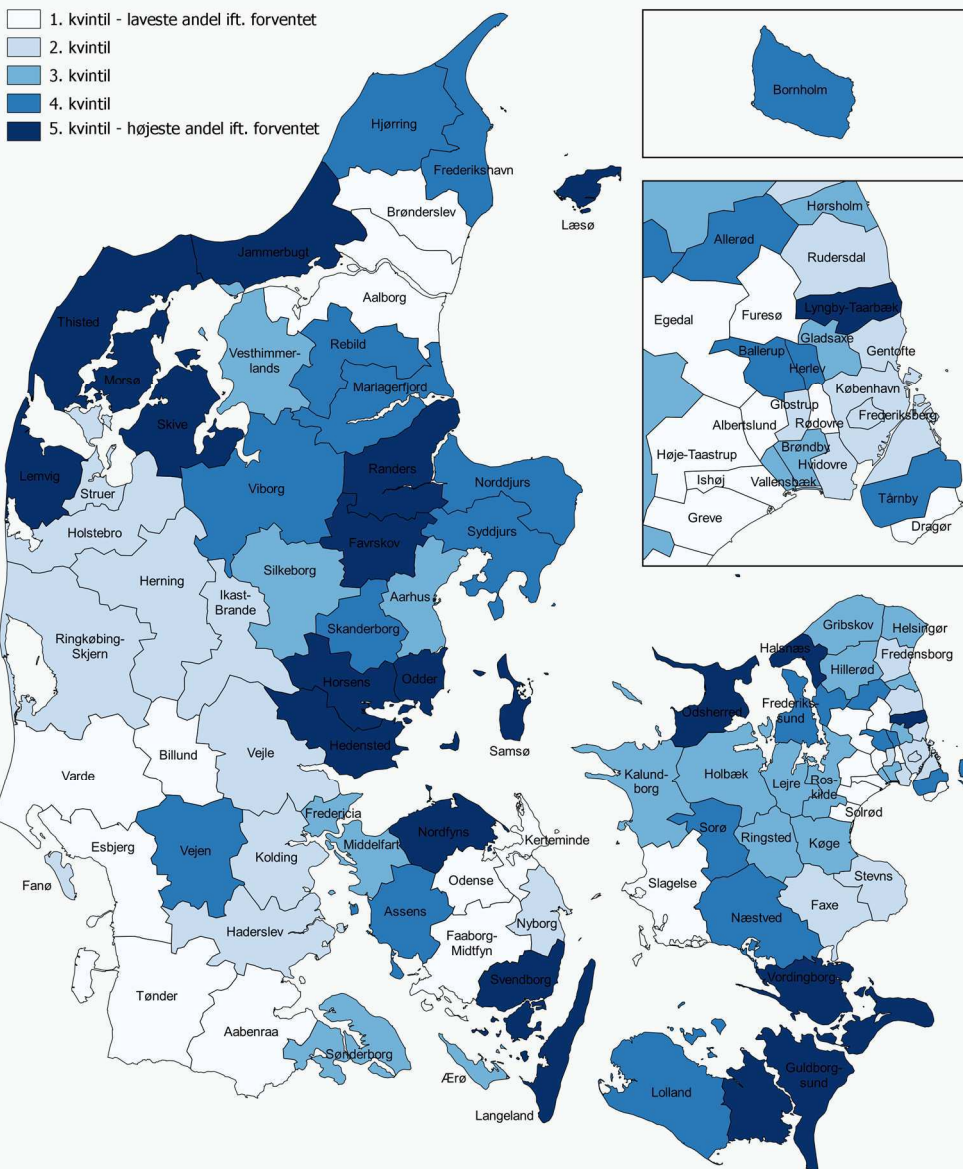 1. kvintil - laveste andel ift. forventet
2. kvintil
3. kvintil
4. kvintil
5. kvintil - højeste andel ift. forventet
Bornholm
Hjørring
Frederikshavn
Brønderslev
Læsø
Jammerbugt
Aalborg
Thisted
Vesthimmer-
lands
Rebild
Morsø
Mariagerfjord
Skive
Lemvig
Randers
Struer
Viborg
Norddjurs
Holstebro
Syddjurs
Favrskov
Silkeborg
Herning
Ikast-
Brande
Aarhus
Skanderborg
Ringkøbing-
Skjern
Horsens
Odder
Hedensted
Samsø
Vejle
Billund
Varde
Fredericia
Esbjerg
Vejen
Kolding
Middelfart
Nordfyns
Kerteminde
Fanø
Odense
Assens
Nyborg
Haderslev
Faaborg-
Midtfyn
Svendborg
Tønder
Aabenraa
Sønderborg
Ærø
Langeland
Hørsholm
Allerød
Rudersdal
Egedal
Furesø
Lyngby-Taarbæk
Gladsaxe
Ballerup
Gentofte
Herlev
København
Glostrup
Frederiksberg
Albertslund
Rødovre
Høje-Taastrup
Brøndby
Hvidovre
Ishøj
Vallensbæk
Tårnby
Greve
Dragør
Gribskov
Helsingør
Halsnæs
Fredensborg
Hillerød
Odsherred
Frederiks-
sund
Kalund-
borg
Holbæk
Lejre
Ros-
kilde
Solrød
Sorø
Ringsted
Køge
Slagelse
Stevns
Næstved
Faxe
Vordingborg
Guldborg-
sund
Lolland